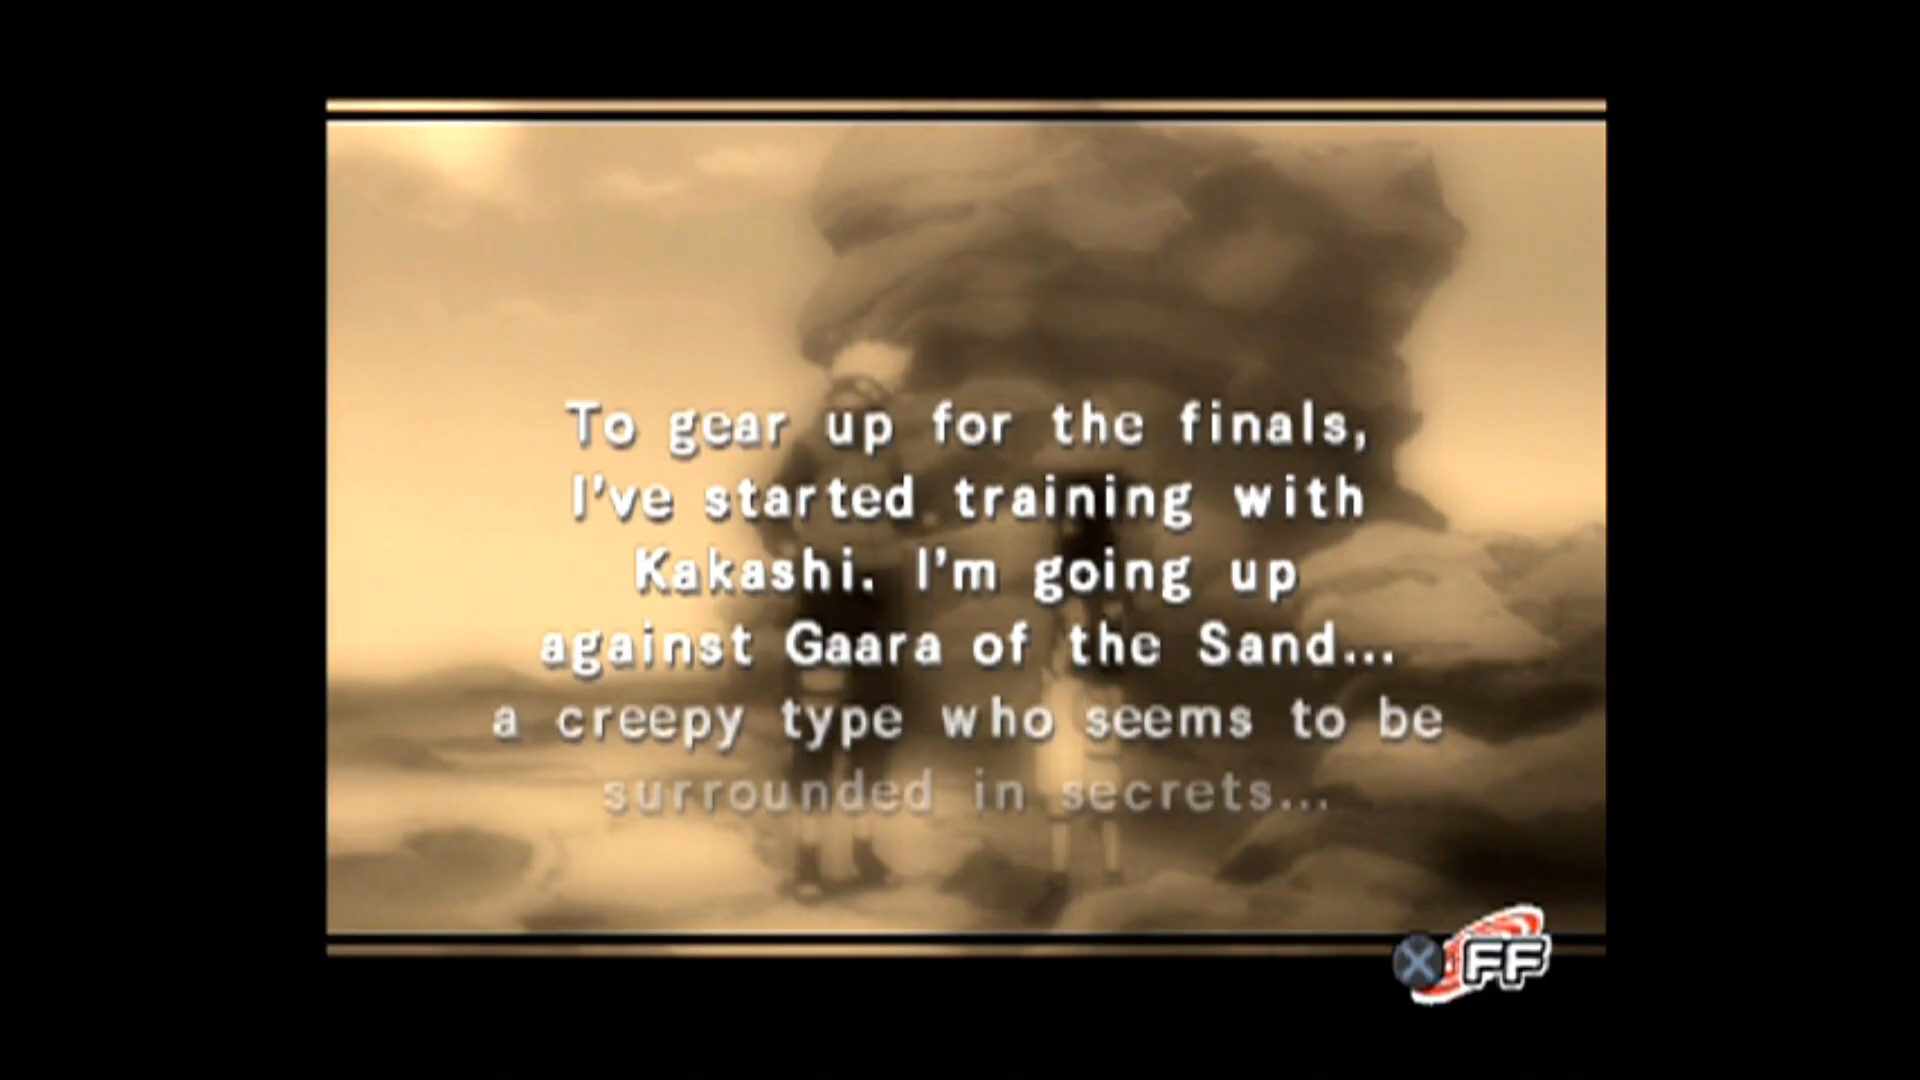 To gear up for the finals,
I've started training with
Kakashi. I'm going up
against Gaara of the Sand...
a creepy type who seems to be
surrounded in secrets...
FF